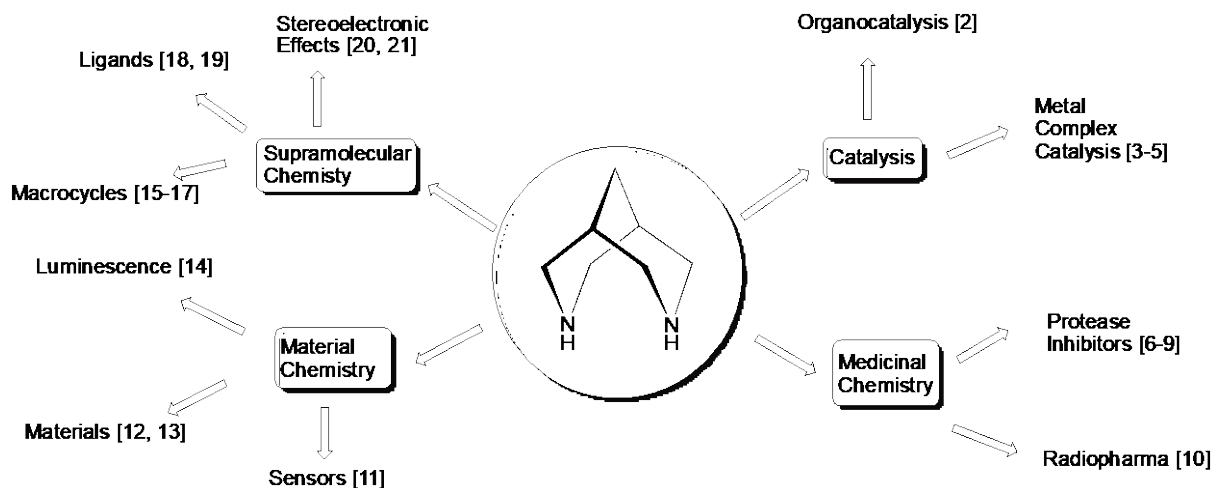 Stereoelectronic
Effects [20, 21]
Ligands [18, 19]
Supramolecular
Chemisty
Macrocycles [15-17]
Organocatalysis [2]
Catalysis
Metal
Complex
Catalysis [3-5]
N
H
N
H
Luminescence [14]
Material
Chemistry
Materials [12, 13]
Sensors [11]
Medicinal
Chemistry
Protease
Inhibitors [6-9]
Radiopharma [10]